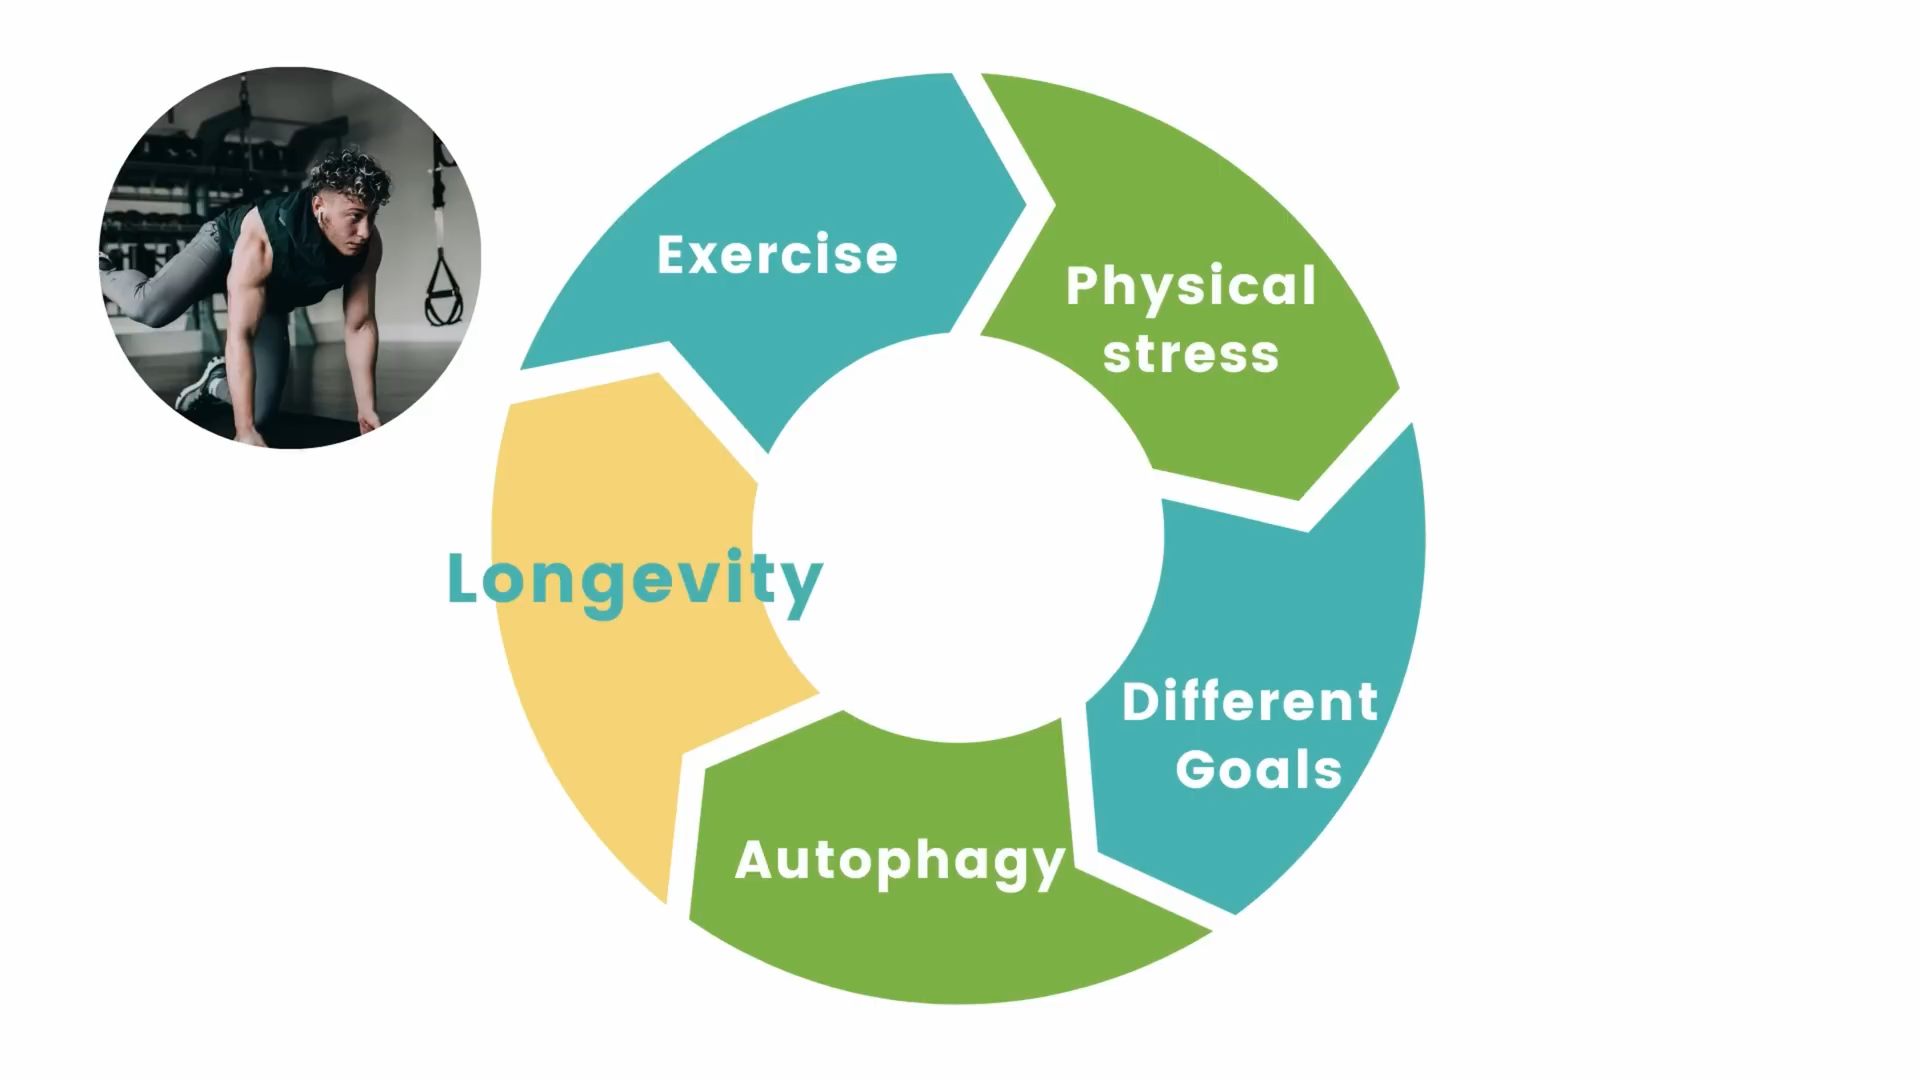 Exercise
Physical
stress
Different
Goals
Autophagy
Longevity